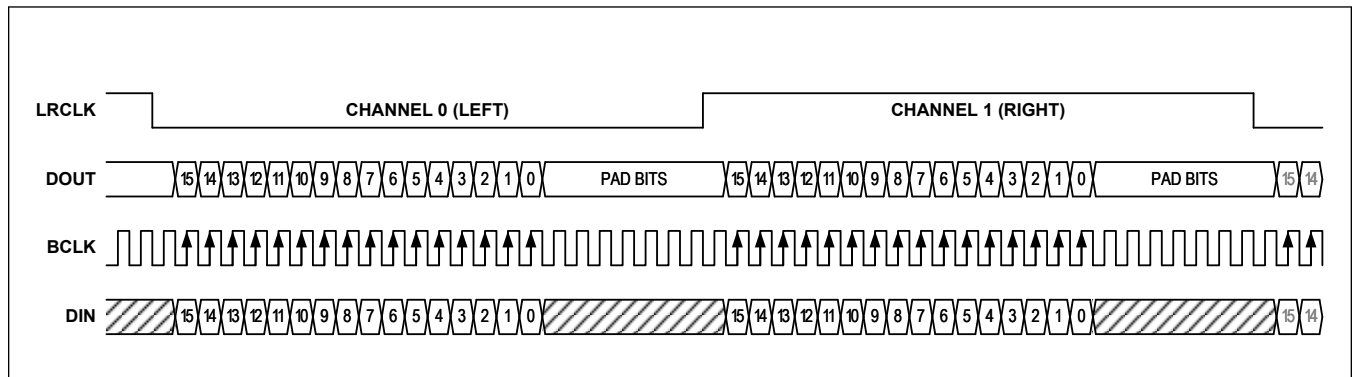 LRCLK CHANNEL 0 (LEFT) CHANNEL 1 (RIGHT)
DOUT 15 14 13 12 11 10 9 8 7 6 5 4 3 2 1 0 PAD BITS 15 14 13 12 11 10 9 8 7 6 5 4 3 2 1 0 PAD BITS 15 14
BCLK
DIN 15 14 13 12 11 10 9 8 7 6 5 4 3 2 1 0 15 14 13 12 11 10 9 8 7 6 5 4 3 2 1 0 15 14